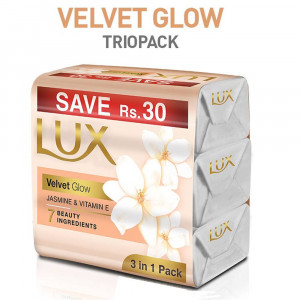 VELVET GLOW
TRIOPACK
SAVE Rs.30
LUX
Velvet Glow
JASMINE & VITAMIN E
7 BEAUTY
INGREDIENTS
3 in 1 Pack
LUX
LUX
LUX